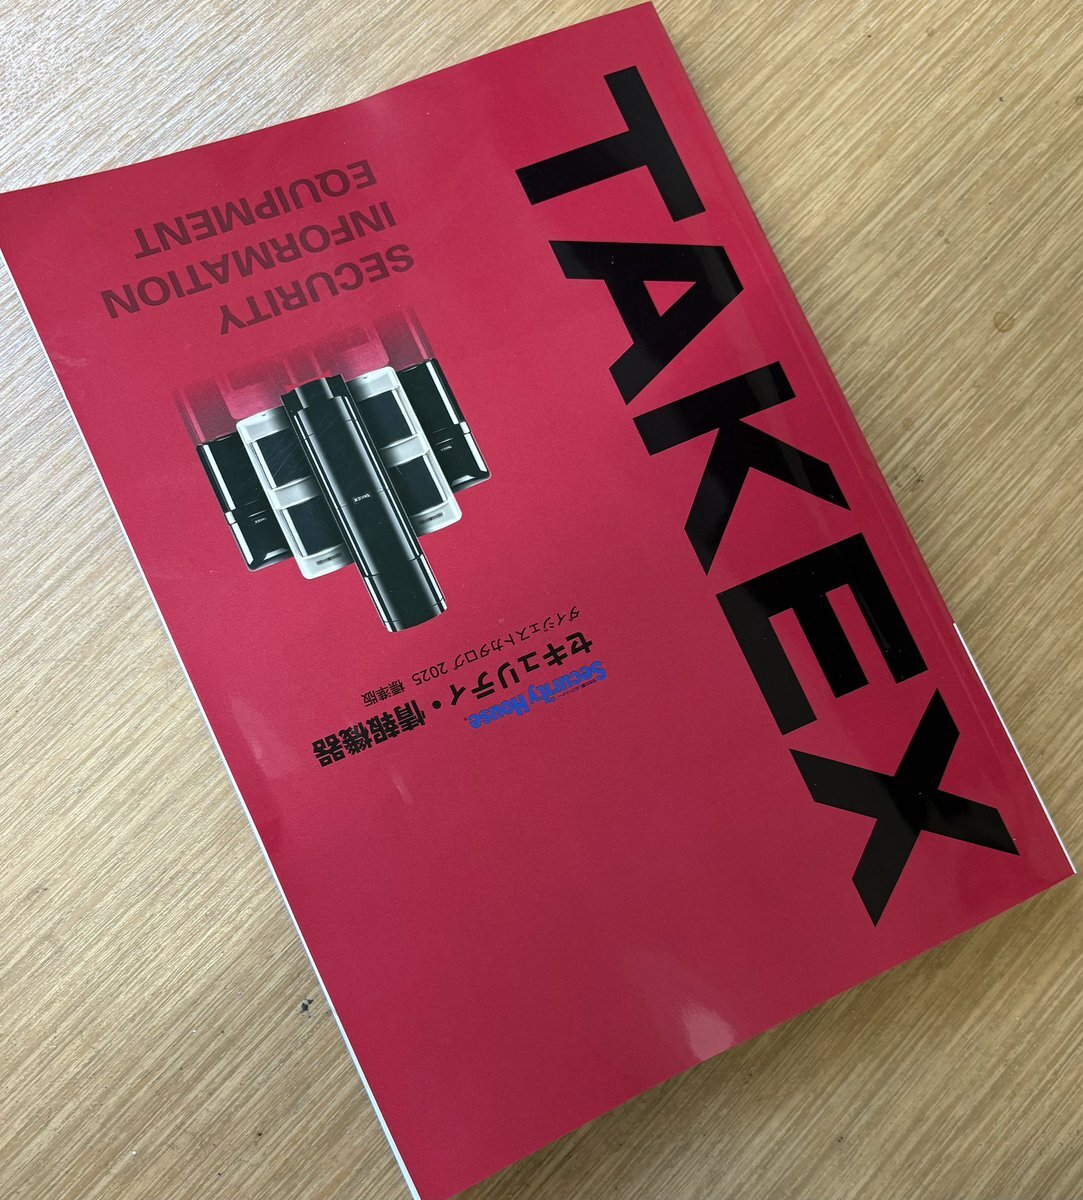 TAKEX
Security House.
セキュリティ・情報機器
ダイジェストカタログ 2025 標準版
TAKEX
SECURITY
INFORMATION
EQUIPMENT